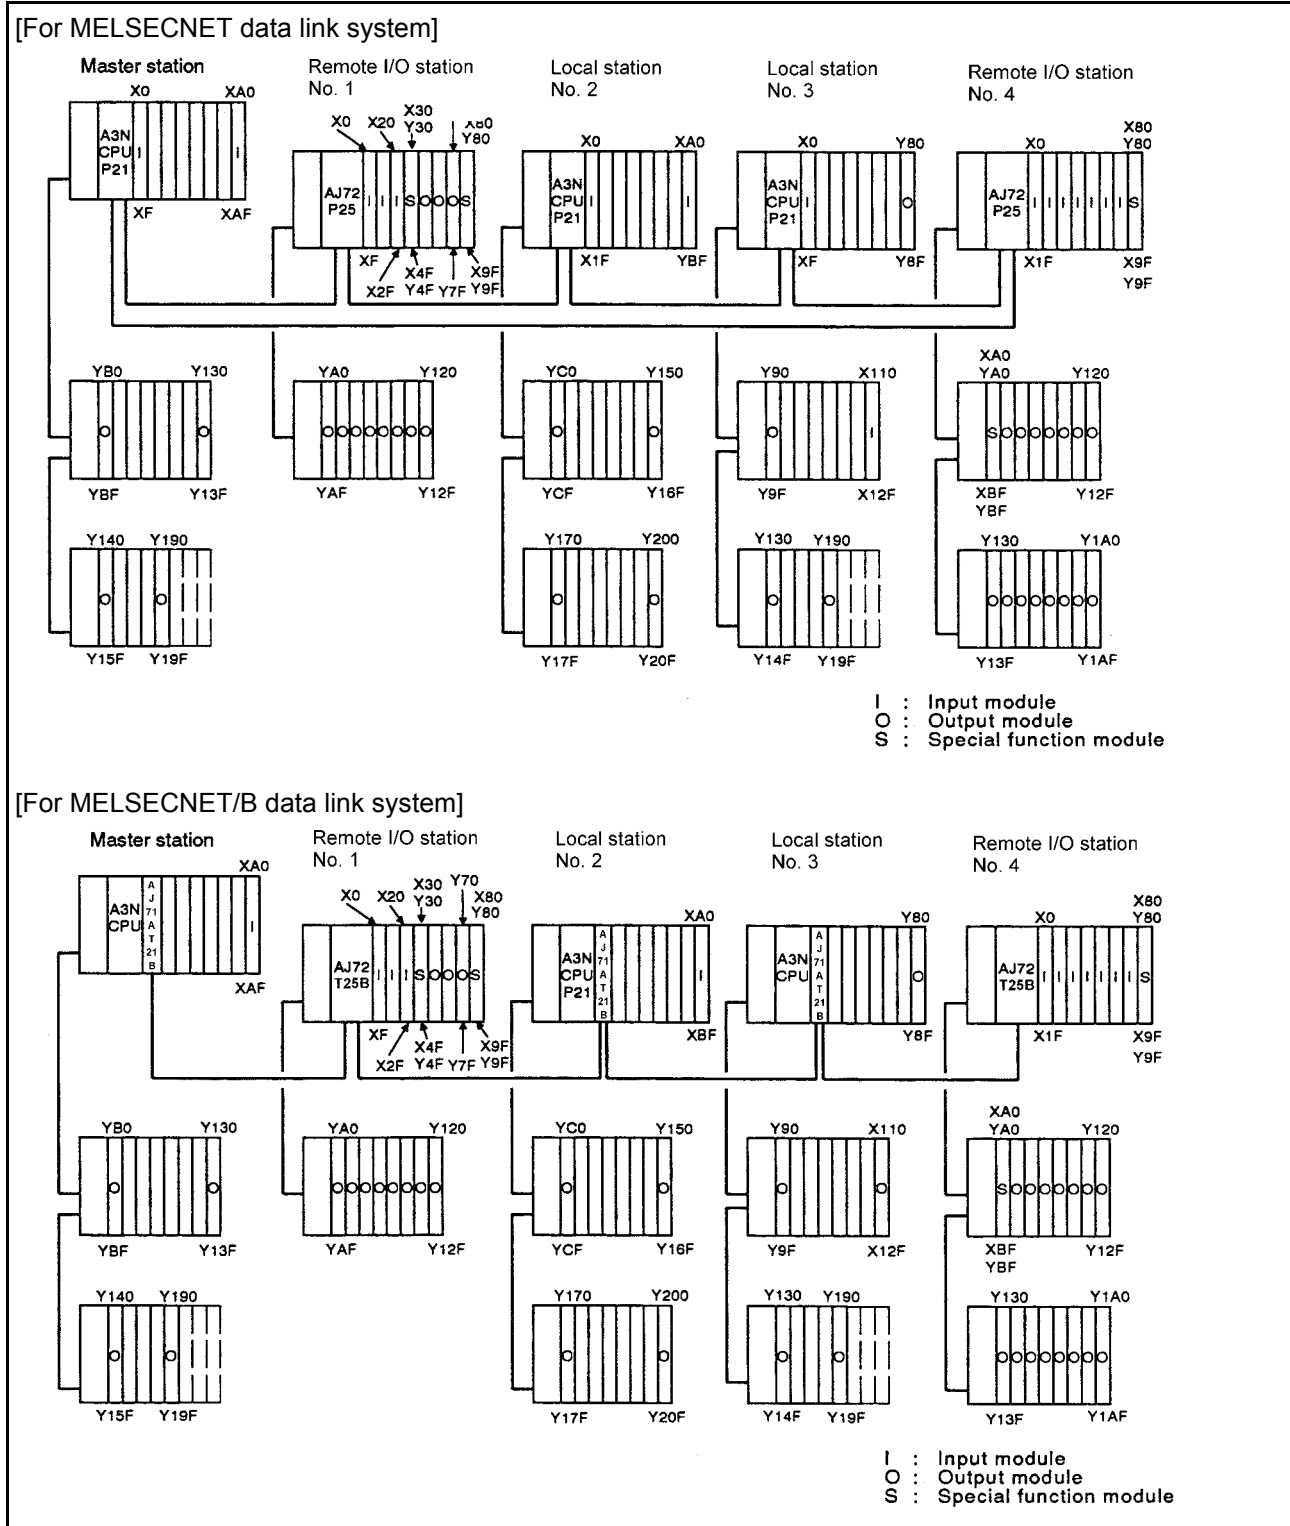 [For MELSECNET data link system]
Master station
Remote I/O station
No. 1
Local station
No. 2
Local station
No. 3
Remote I/O station
No. 4
X0 XA0
A3N
CPU
P21
I I
XF XAF
X0 X20 X30
Y30
X80
Y80
AJ72
P25
I I I S O O O S
XF X2F X4F
Y4F
Y7F X9F
Y9F
X0 XA0
A3N
CPU
P21
I I
X1F YBF
X0 Y80
A3N
CPU
P21
I O
XF Y8F
X0 X80
Y80
AJ72
P25
I I I I I I I S
X1F X9F
Y9F
YB0 Y130
O O
YBF Y13F
YA0 Y120
O O O O O O O O
YAF Y12F
YC0 Y150
O O
YCF Y16F
Y90 X110
O I
Y9F X12F
XA0
YA0 Y120
S O O O O O O O
XBF
YBF
Y12F
Y140 Y190
O O
Y15F Y19F
Y170 Y200
O O
Y17F Y20F
Y130 Y190
O O
Y14F Y19F
Y130 Y1A0
O O O O O O O O
Y13F Y1AF
I : Input module
O : Output module
S : Special function module
[For MELSECNET/B data link system]
Master station
Remote I/O station
No. 1
Local station
No. 2
Local station
No. 3
Remote I/O station
No. 4
XA0
A3N
CPU
A
J
71
A
T
21
B
I
XAF
X0 X20 X30
Y30
Y70 X80
Y80
AJ72
T25B
I I I S O O O S
XF X2F X4F
Y4F
Y7F X9F
Y9F
XA0
A3N
CPU
P21
A
J
71
A
T
21
B
I
XBF
Y80
A3N
CPU
A
J
71
A
T
21
B
O
Y8F
X0 X80
Y80
AJ72
T25B
I I I I I I I S
X1F X9F
Y9F
YB0 Y130
O O
YBF Y13F
YA0 Y120
O O O O O O O O
YAF Y12F
YC0 Y150
O O
YCF Y16F
Y90 X110
O O
Y9F X12F
XA0
YA0 Y120
S O O O O O O O
XBF
YBF
Y12F
Y140 Y190
O O
Y15F Y19F
Y170 Y200
O O
Y17F Y20F
Y130 Y190
O O
Y14F Y19F
Y130 Y1A0
O O O O O O O O
Y13F Y1AF
I : Input module
O : Output module
S : Special function module